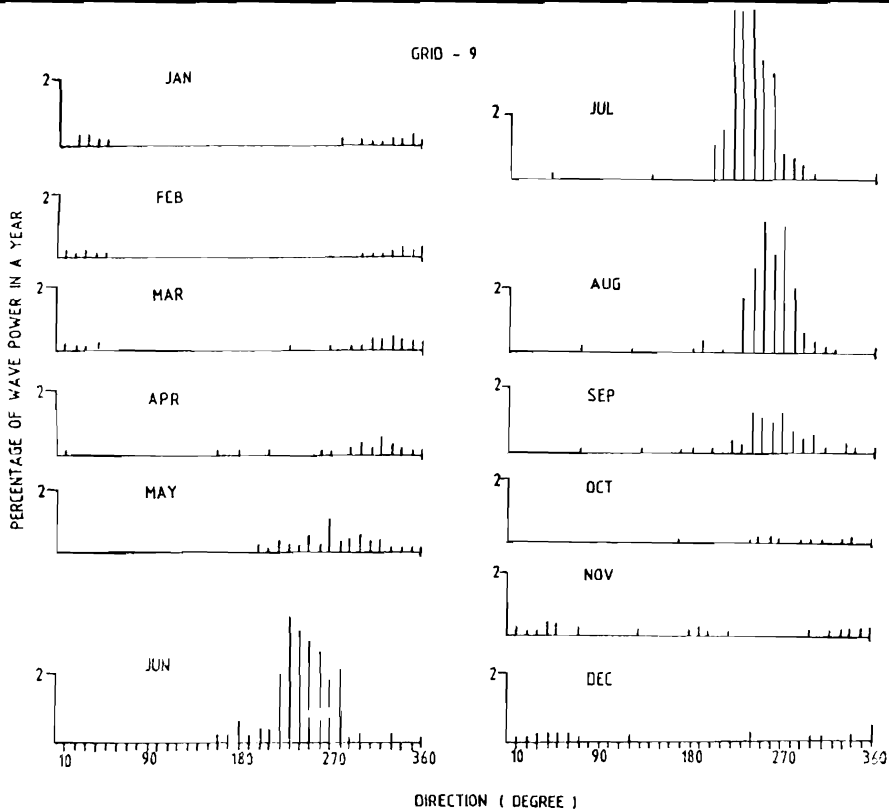 GRID - 9
PERCENTAGE OF WAVE POWER IN A YEAR
2
JAN
2
FEB
2
MAR
2
APR
2
MAY
2
JUN
10 90 180 270 360
2
JUL
2
AUG
2
SEP
2
OCT
2
NOV
2
DEC
10 90 180 270 360
DIRECTION ( DEGREE )